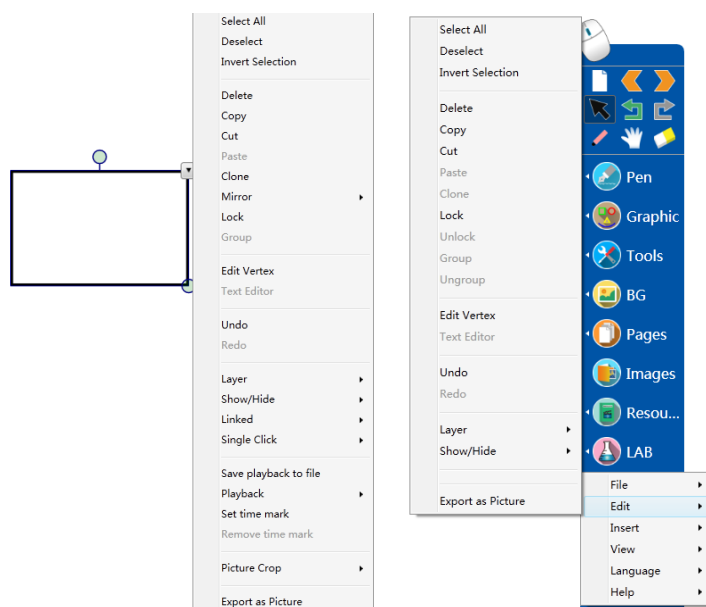 Select All
Deselect
Invert Selection
Delete
Copy
Cut
Paste
Clone
Mirror
Lock
Group
Edit Vertex
Text Editor
Undo
Redo
Layer
Show/Hide
Linked
Single Click
Save playback to file
Playback
Set time mark
Remove time mark
Picture Crop
Export as Picture
Select All
Deselect
Invert Selection
Delete
Copy
Cut
Paste
Clone
Lock
Unlock
Group
Ungroup
Edit Vertex
Text Editor
Undo
Redo
Layer
Show/Hide
Export as Picture
Pen
Graphic
Tools
BG
Pages
Images
Resou...
LAB
File
Edit
Insert
View
Language
Help